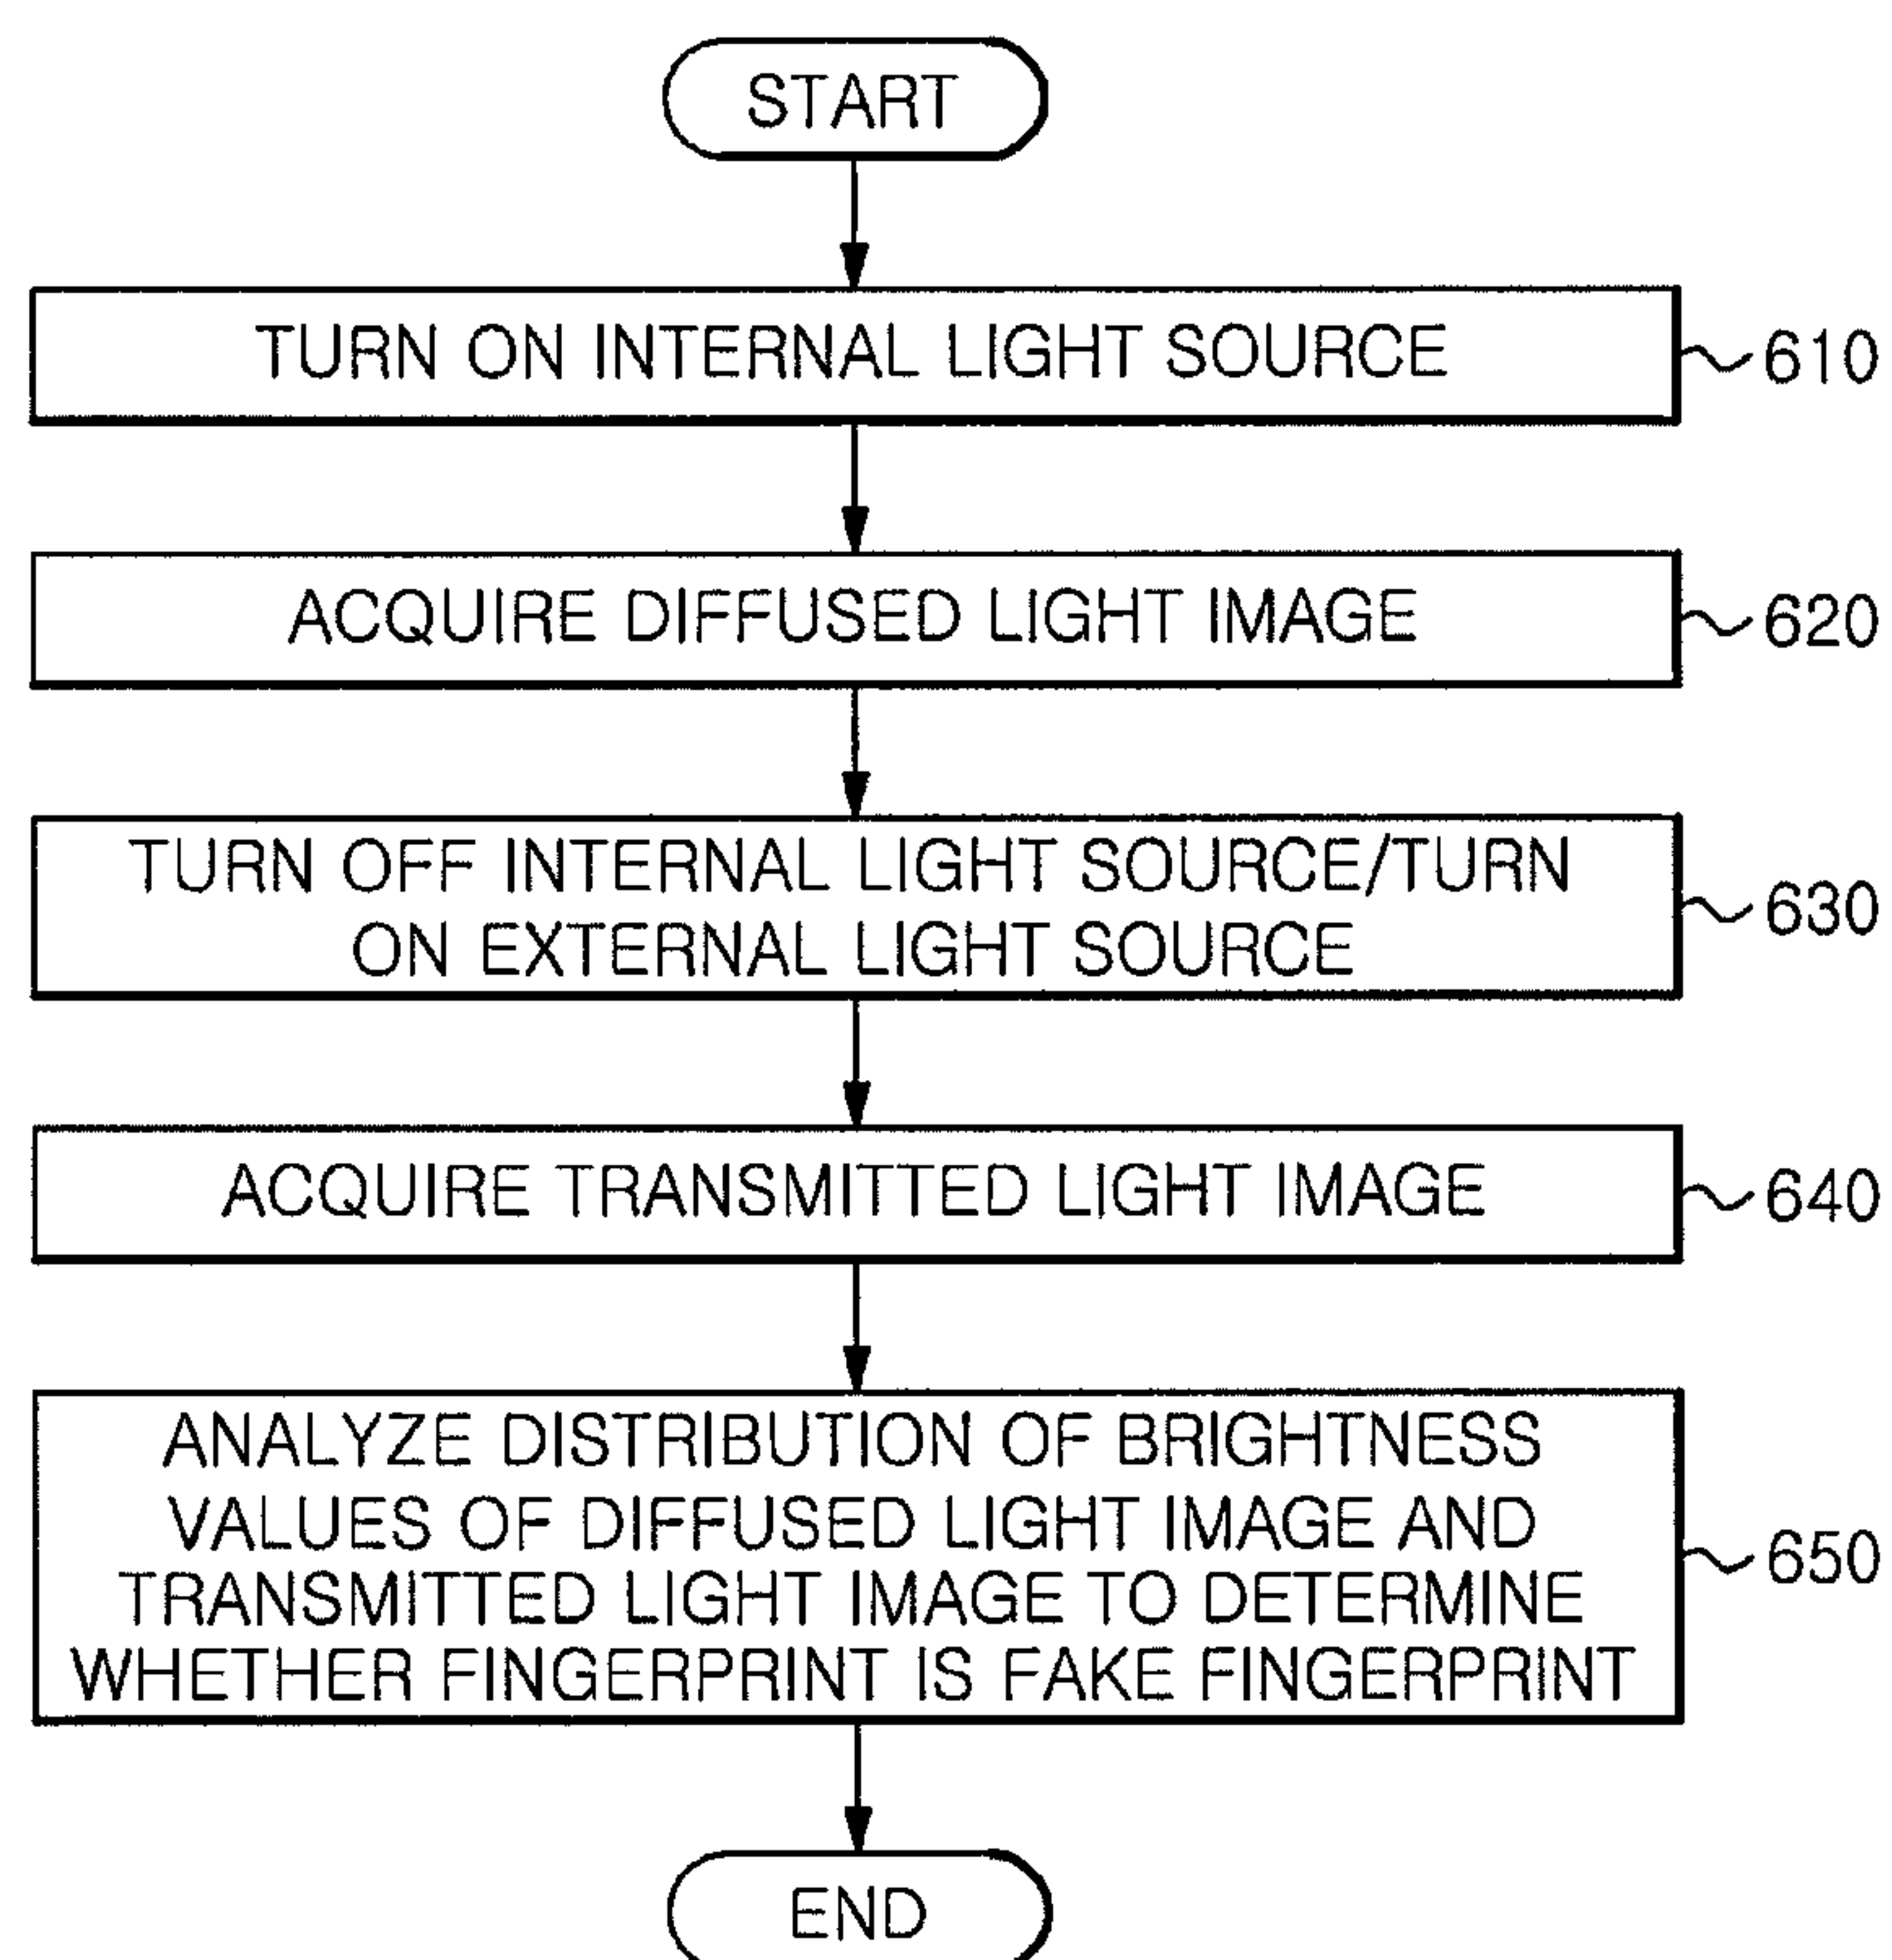 START
TURN ON INTERNAL LIGHT SOURCE
610
ACQUIRE DIFFUSED LIGHT IMAGE
620
TURN OFF INTERNAL LIGHT SOURCE/TURN
ON EXTERNAL LIGHT SOURCE
630
ACQUIRE TRANSMITTED LIGHT IMAGE
640
ANALYZE DISTRIBUTION OF BRIGHTNESS
VALUES OF DIFFUSED LIGHT IMAGE AND
TRANSMITTED LIGHT IMAGE TO DETERMINE
WHETHER FINGERPRINT IS FAKE FINGERPRINT
650
END